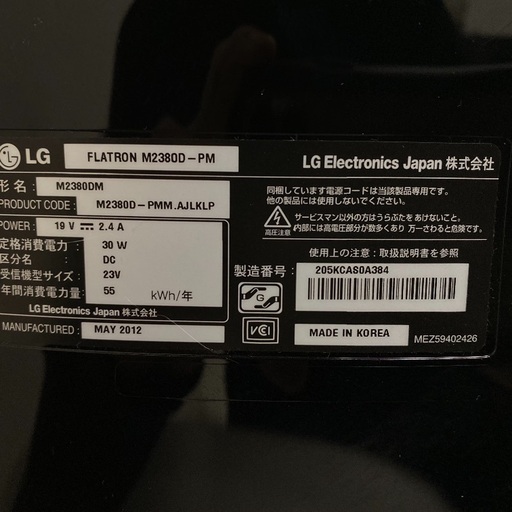 LG FLATRON M2380D-PM LG Electronics Japan 株式会社
形 名: M2380DM
PRODUCT CODE: M2380D-PMM.AJLKLP
POWER: 19 V ⎓ 2.4 A
定格消費電力: 30 W
区分名: DC
受信機型サイズ: 23V
年間消費電力量: 55 kWh/年
LG Electronics Japan 株式会社
MANUFACTURED: MAY 2012
同梱しています電源コードは当該製品専用です。
他の製品には使用しないでください。
高圧注意
サービスマン以外の方はうらぶたをあけないこと。
内部には高電圧部分が数多くあり 万一さわると危険です。
使用上の注意:取扱説明書を参照
製造番号: 205KCAS0A384
G
VCCI
MADE IN KOREA
MEZ59402426